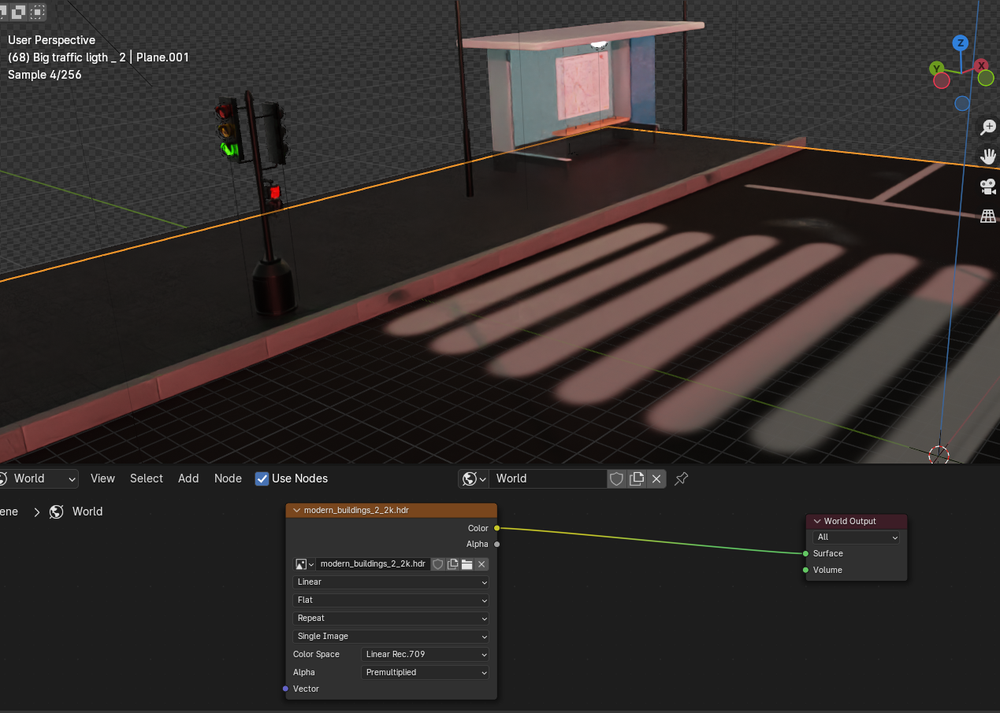 User Perspective
(68) Big traffic ligth _ 2 | Plane.001
Sample 4/256
Z
Y
X
World
View
Select
Add
Node
Use Nodes
World
ene
World
modern_buildings_2_2k.hdr
Color
Alpha
modern_buildings_2_2k.hdr
Linear
Flat
Repeat
Single Image
Color Space
Linear Rec.709
Alpha
Premultiplied
Vector
World Output
All
Surface
Volume